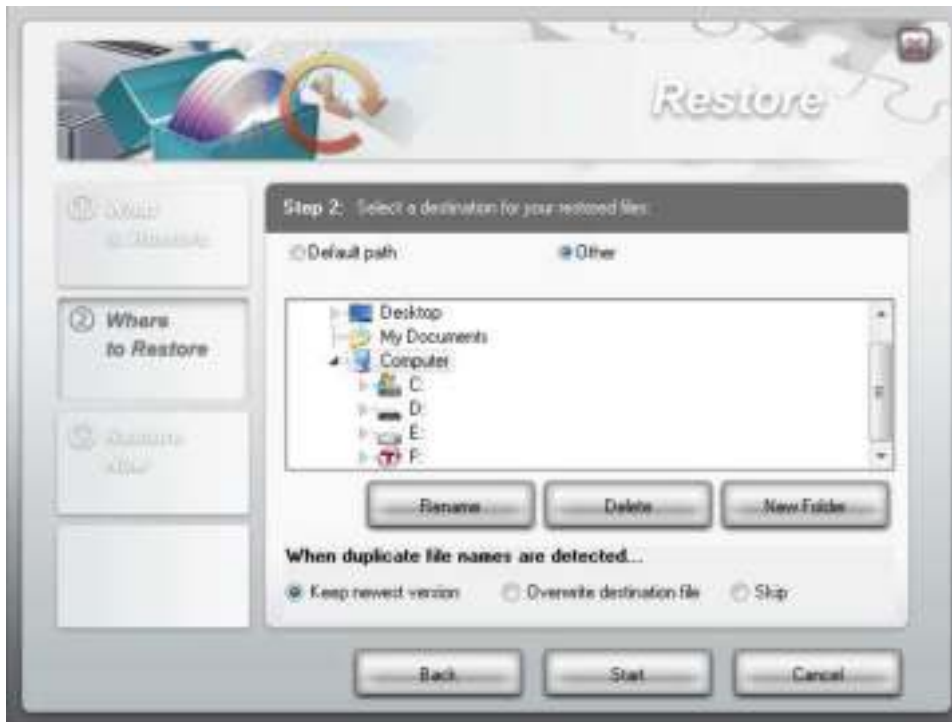 Restore
Step 2: Select a destination for your restored files:
Default path
Other
2 Where
to Restore
Desktop
My Documents
Computer
C:
D:
E:
F:
Rename
Delete
New Folder
When duplicate file names are detected...
Keep newest version
Overwrite destination file
Skip
Back
Start
Cancel